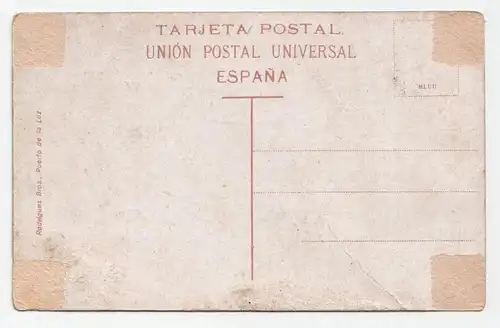 TARJETA POSTAL
UNIÓN POSTAL UNIVERSAL
ESPAÑA
Rodriguez Bros., Puerto de la Luz